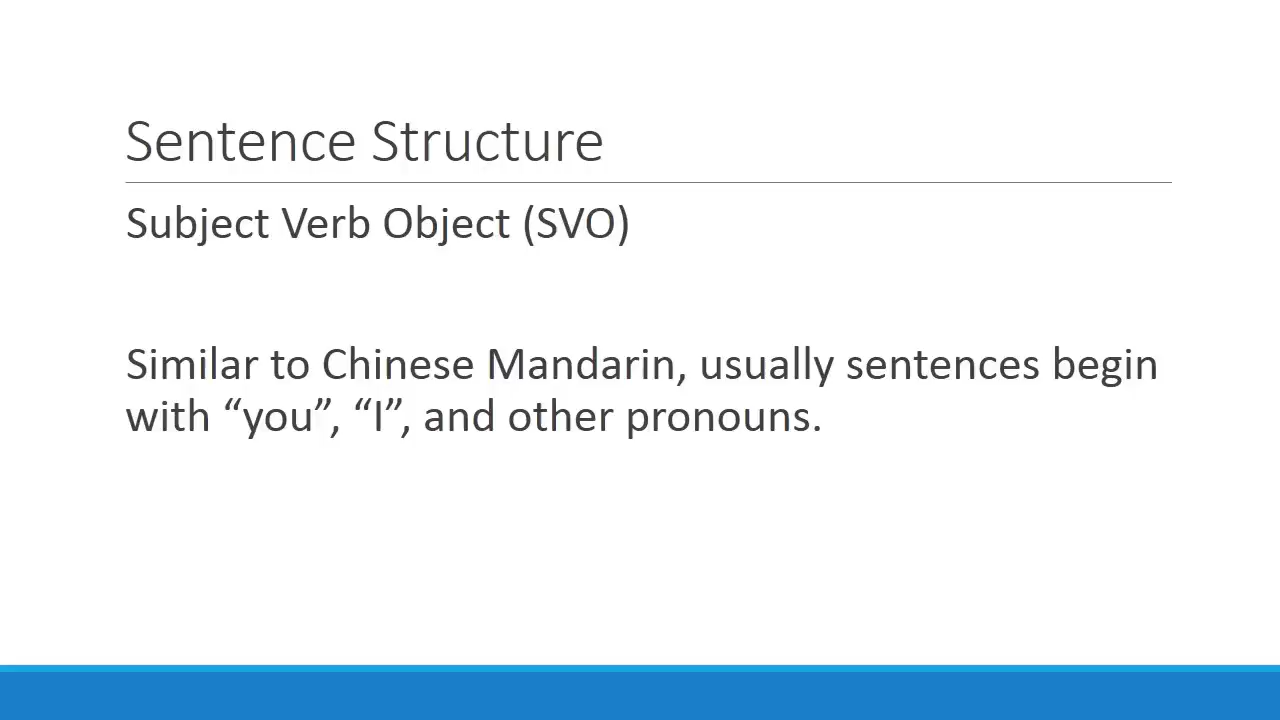 Sentence Structure
Subject Verb Object (SVO)
Similar to Chinese Mandarin, usually sentences begin
with “you”, “I”, and other pronouns.